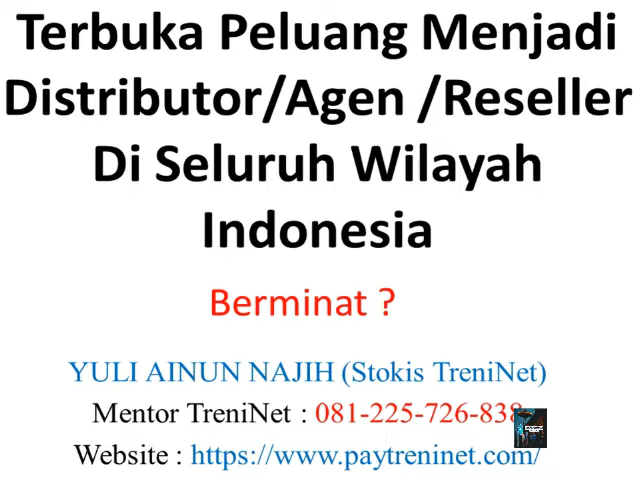 Terbuka Peluang Menjadi
Distributor/Agen /Reseller
Di Seluruh Wilayah
Indonesia
Berminat ?
YULI AINUN NAJIH (Stokis TreniNet)
Mentor TreniNet : 081-225-726-838
Website : https://www.paytreninet.com/